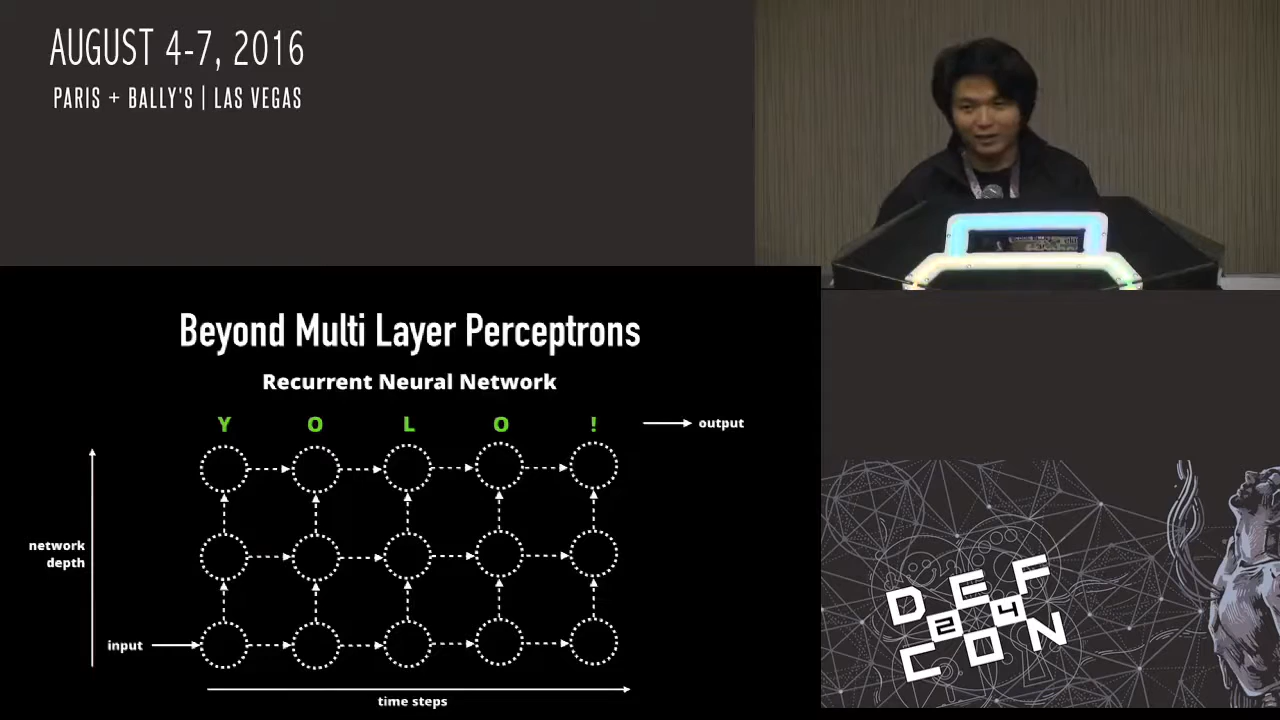 AUGUST 4-7, 2016
PARIS + BALLY'S | LAS VEGAS
Beyond Multi Layer Perceptrons
Recurrent Neural Network
Y O L O ! output
network
depth
input
time steps
DEF
24
CON